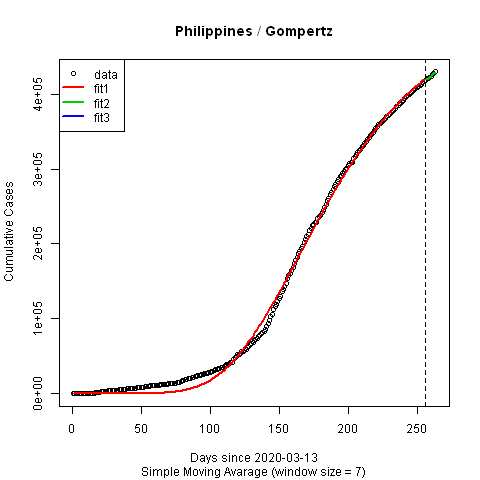 Philippines / Gompertz
data
fit1
fit2
fit3
Cumulative Cases
4e+05
3e+05
2e+05
1e+05
0e+00
0 50 100 150 200 250
Days since 2020-03-13
Simple Moving Avarage (window size = 7)